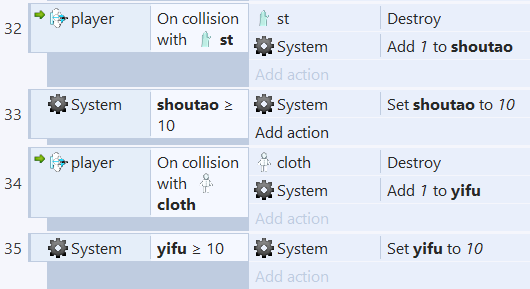 32 player On collision with st st Destroy
System Add 1 to shoutao
Add action
33 System shoutao ≥ 10 System Set shoutao to 10
Add action
34 player On collision with cloth cloth Destroy
System Add 1 to yifu
Add action
35 System yifu ≥ 10 System Set yifu to 10
Add action